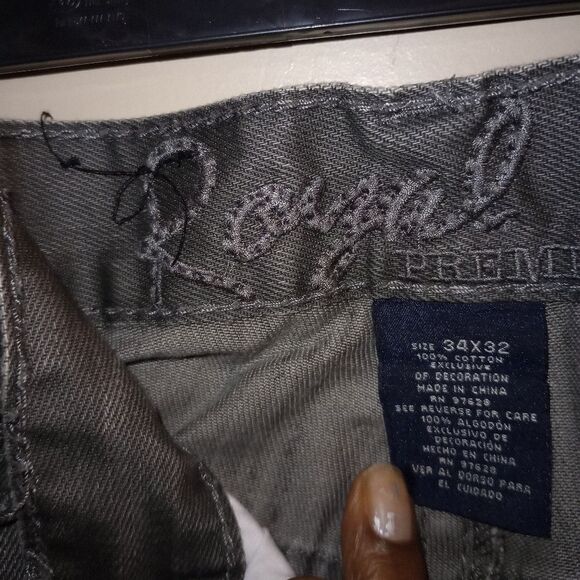 Royal
PREMI
SIZE 34X32
100% COTTON
EXCLUSIVE
OF DECORATION
MADE IN CHINA
RN 97628
SEE REVERSE FOR CARE
100% ALGODÓN
EXCLUSIVO DE
DECORACIÓN
HECHO EN CHINA
RN 97628
VER AL DORSO PARA
EL CUIDADO